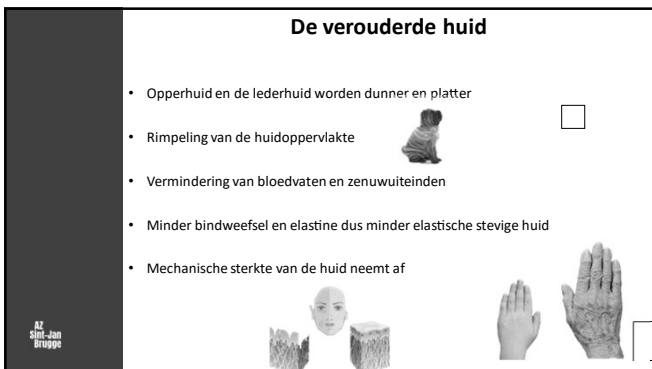 De verouderde huid
• Opperhuid en de lederhuid worden dunner en platter
• Rimpeling van de huidoppervlakte
• Vermindering van bloedvaten en zenuwuiteinden
• Minder bindweefsel en elastine dus minder elastische stevige huid
• Mechanische sterkte van de huid neemt af
AZ
Sint-Jan
Brugge